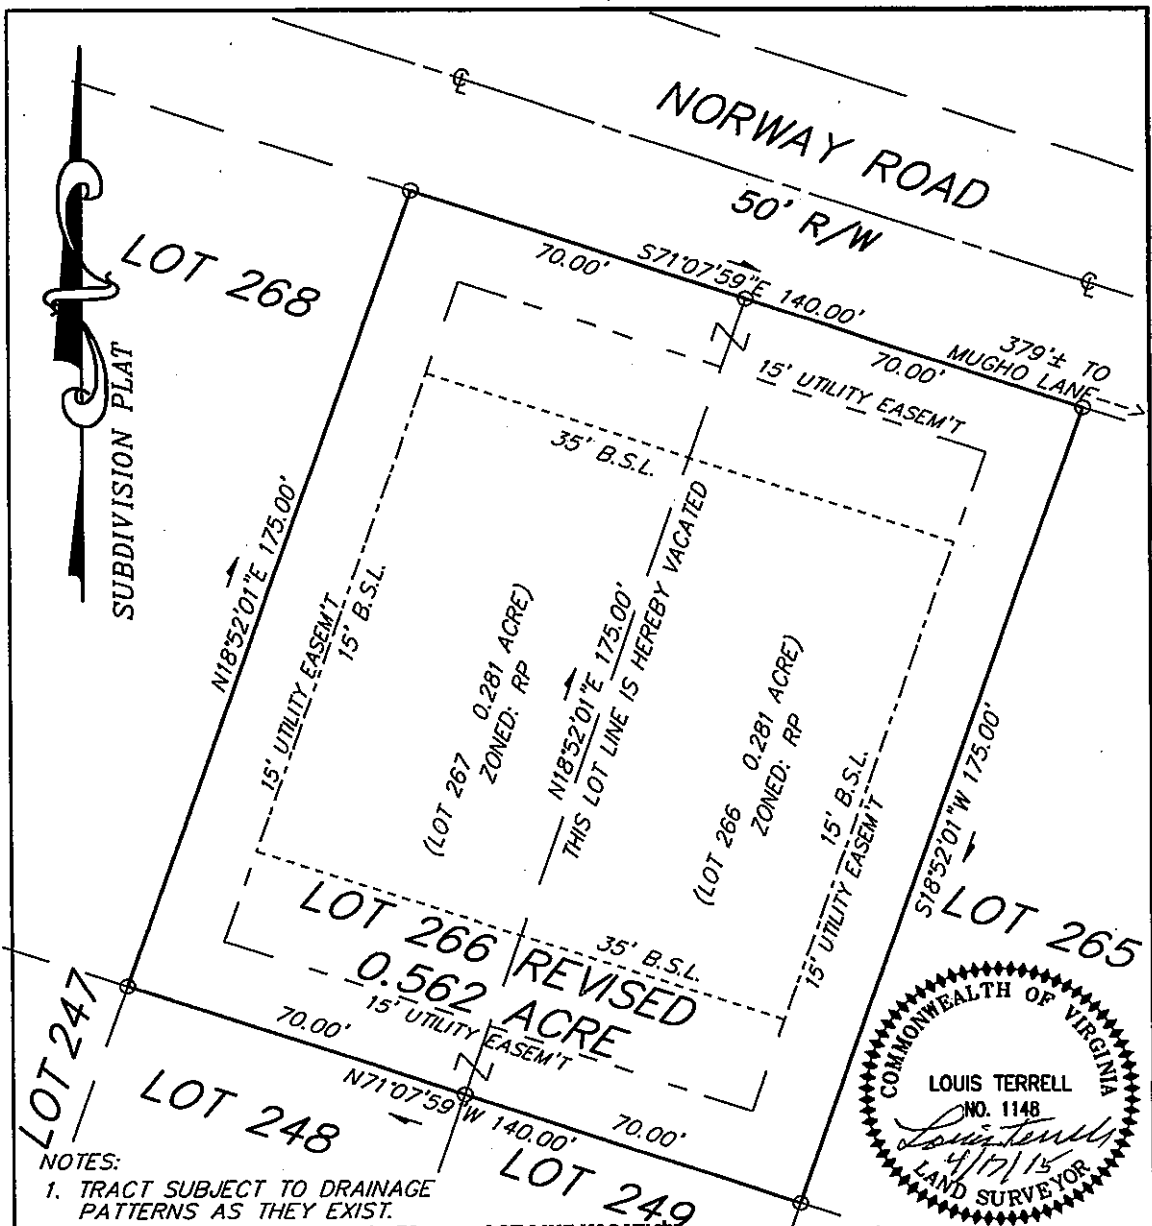 NORWAY ROAD
50' R/W
LOT 268
SUBDIVISION PLAT
70.00'
S71°07'59"E 140.00'
70.00'
379'± TO
MUGHO LANE
15' UTILITY EASEM'T
35' B.S.L.
N18°52'01"E 175.00'
15' UTILITY EASEM'T
15' B.S.L.
(LOT 267 0.281 ACRE)
ZONED: RP
N18°52'01"E 175.00'
THIS LOT LINE IS HEREBY VACATED
(LOT 266 0.281 ACRE)
ZONED: RP
15' B.S.L.
15' UTILITY EASEM'T
S18°52'01"W 175.00'
LOT 265
LOT 266 REVISED
0.562 ACRE
35' B.S.L.
15' UTILITY EASEM'T
70.00'
N71°07'59"W 140.00'
70.00'
LOT 247
LOT 248
LOT 249
COMMONWEALTH OF VIRGINIA
LOUIS TERRELL
NO. 1148
Louis Terrell
4/17/15
LAND SURVEYOR
NOTES:
1. TRACT SUBJECT TO DRAINAGE
PATTERNS AS THEY EXIST.